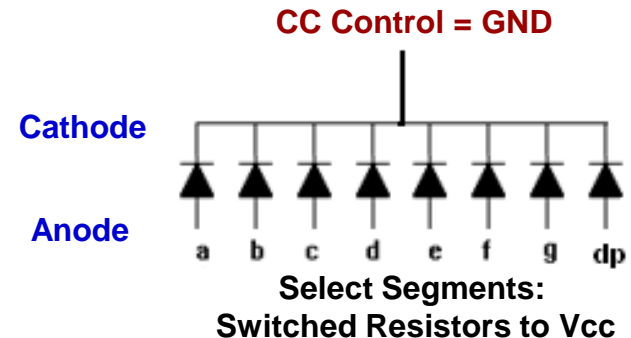 CC Control = GND
Cathode
Anode
a b c d e f g dp
Select Segments:
Switched Resistors to Vcc